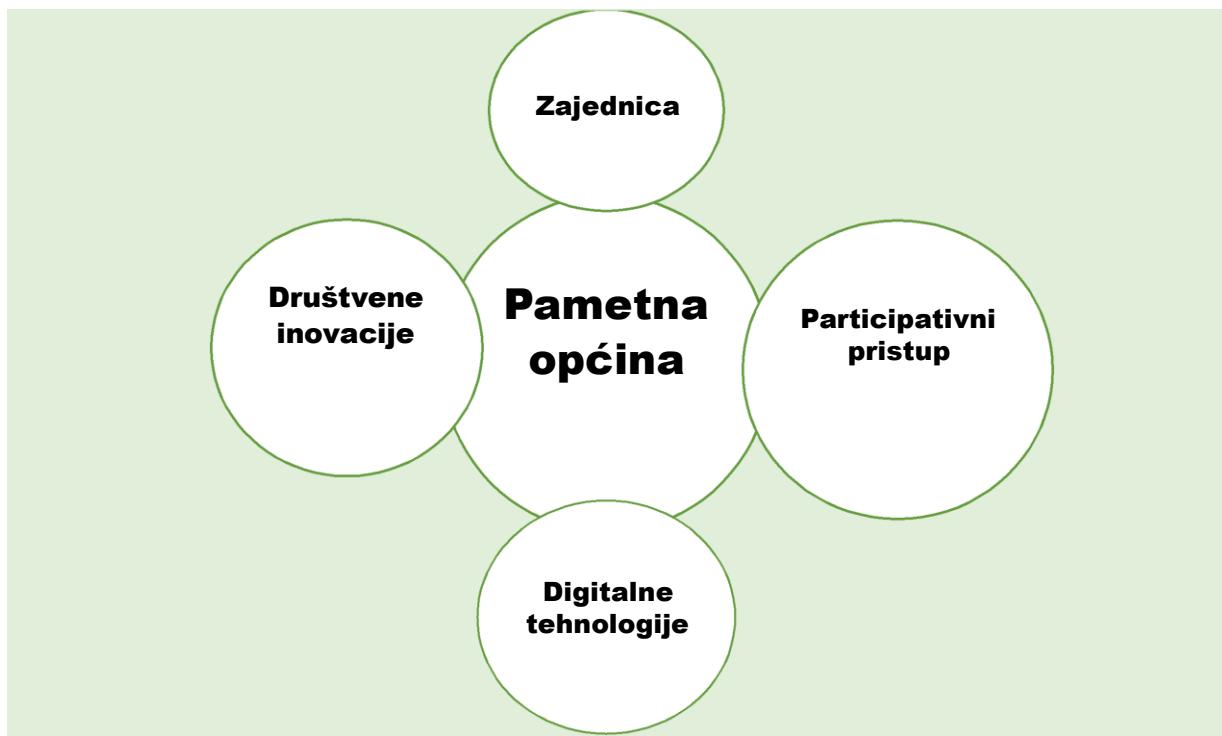 Zajednica
Društvene
inovacije
Pametna
općina
Participativni
pristup
Digitalne
tehnologije